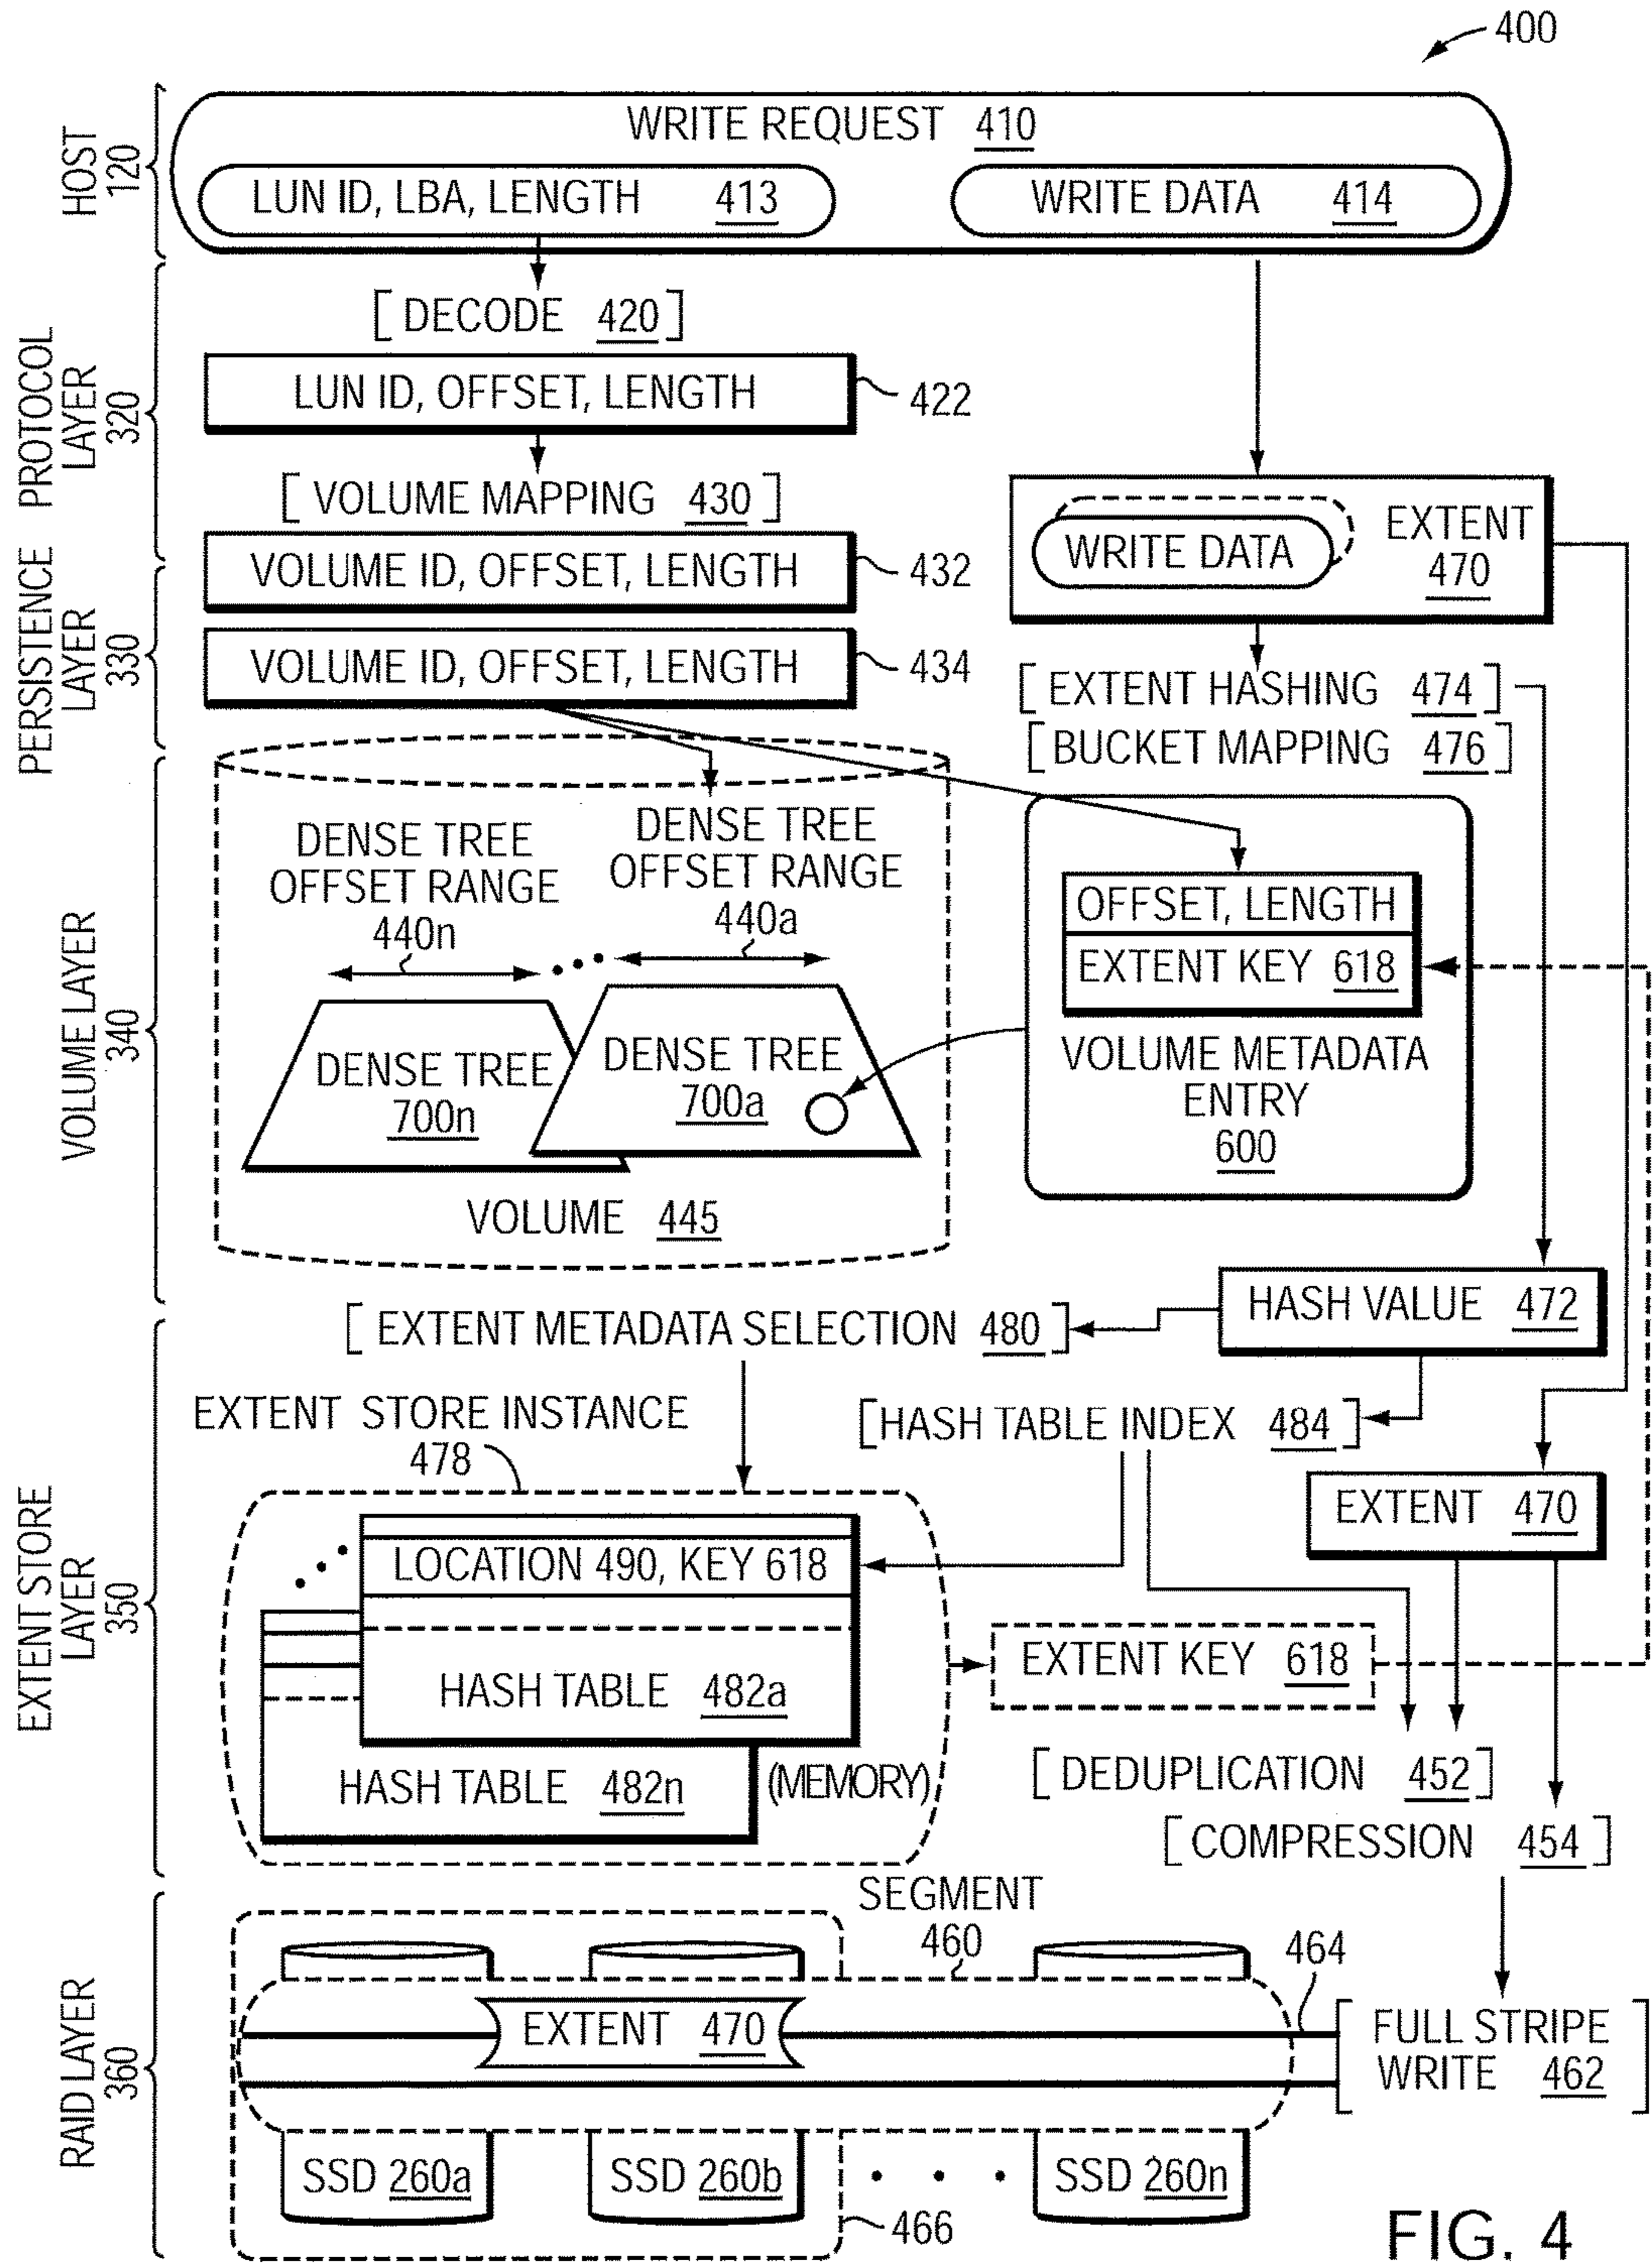 400
HOST
120
WRITE REQUEST 410
LUN ID, LBA, LENGTH 413
WRITE DATA 414
PROTOCOL
LAYER
320
[DECODE 420]
LUN ID, OFFSET, LENGTH
422
[VOLUME MAPPING 430]
VOLUME ID, OFFSET, LENGTH
432
WRITE DATA
EXTENT
470
PERSISTENCE
LAYER
330
VOLUME ID, OFFSET, LENGTH
434
[EXTENT HASHING 474]
[BUCKET MAPPING 476]
VOLUME LAYER
340
DENSE TREE
OFFSET RANGE
440n
DENSE TREE
OFFSET RANGE
440a
DENSE TREE
700n
DENSE TREE
700a
VOLUME 445
OFFSET, LENGTH
EXTENT KEY 618
VOLUME METADATA
ENTRY
600
HASH VALUE 472
EXTENT STORE
LAYER
350
[EXTENT METADATA SELECTION 480]
EXTENT STORE INSTANCE
478
[HASH TABLE INDEX 484]
EXTENT 470
LOCATION 490, KEY 618
HASH TABLE 482a
HASH TABLE 482n
(MEMORY)
EXTENT KEY 618
[DEDUPLICATION 452]
[COMPRESSION 454]
RAID LAYER
360
SEGMENT
460
464
EXTENT 470
[FULL STRIPE
WRITE 462]
SSD 260a
SSD 260b
SSD 260n
466
FIG. 4